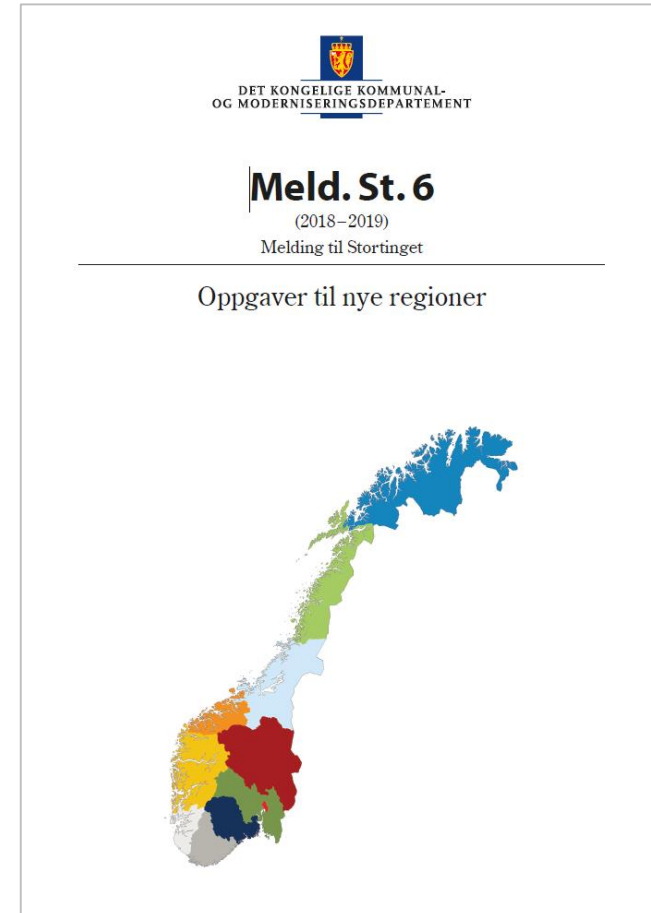 DET KONGELIGE KOMMUNAL-
OG MODERNISERINGSDEPARTEMENT
Meld. St. 6
(2018–2019)
Melding til Stortinget
Oppgaver til nye regioner